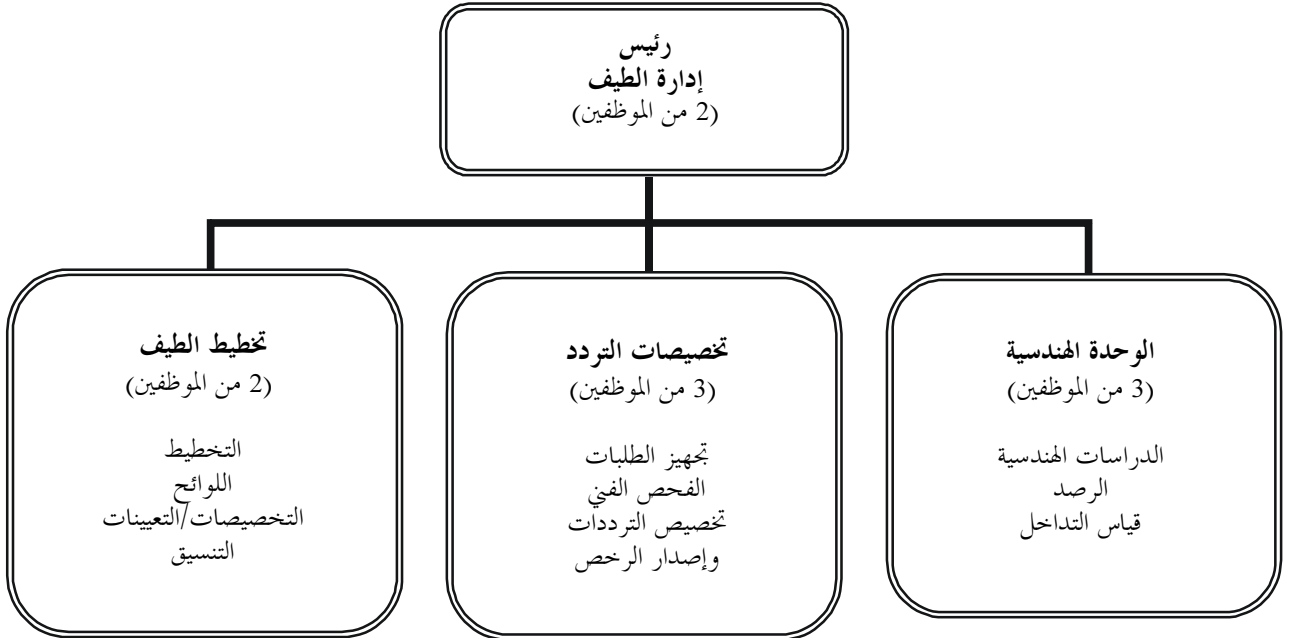 رئيس
إدارة الطيف
(2 من الموظفين)
الوحدة الهندسية
(3 من الموظفين)
الدراسات الهندسية
الرصد
قياس التداخل
تخصيصات التردد
(3 من الموظفين)
تجهيز الطلبات
الفحص الفني
تخصيص الترددات
وإصدار الرخص
تخطيط الطيف
(2 من الموظفين)
التخطيط
اللوائح
التخصيصات/التعيينات
التنسيق